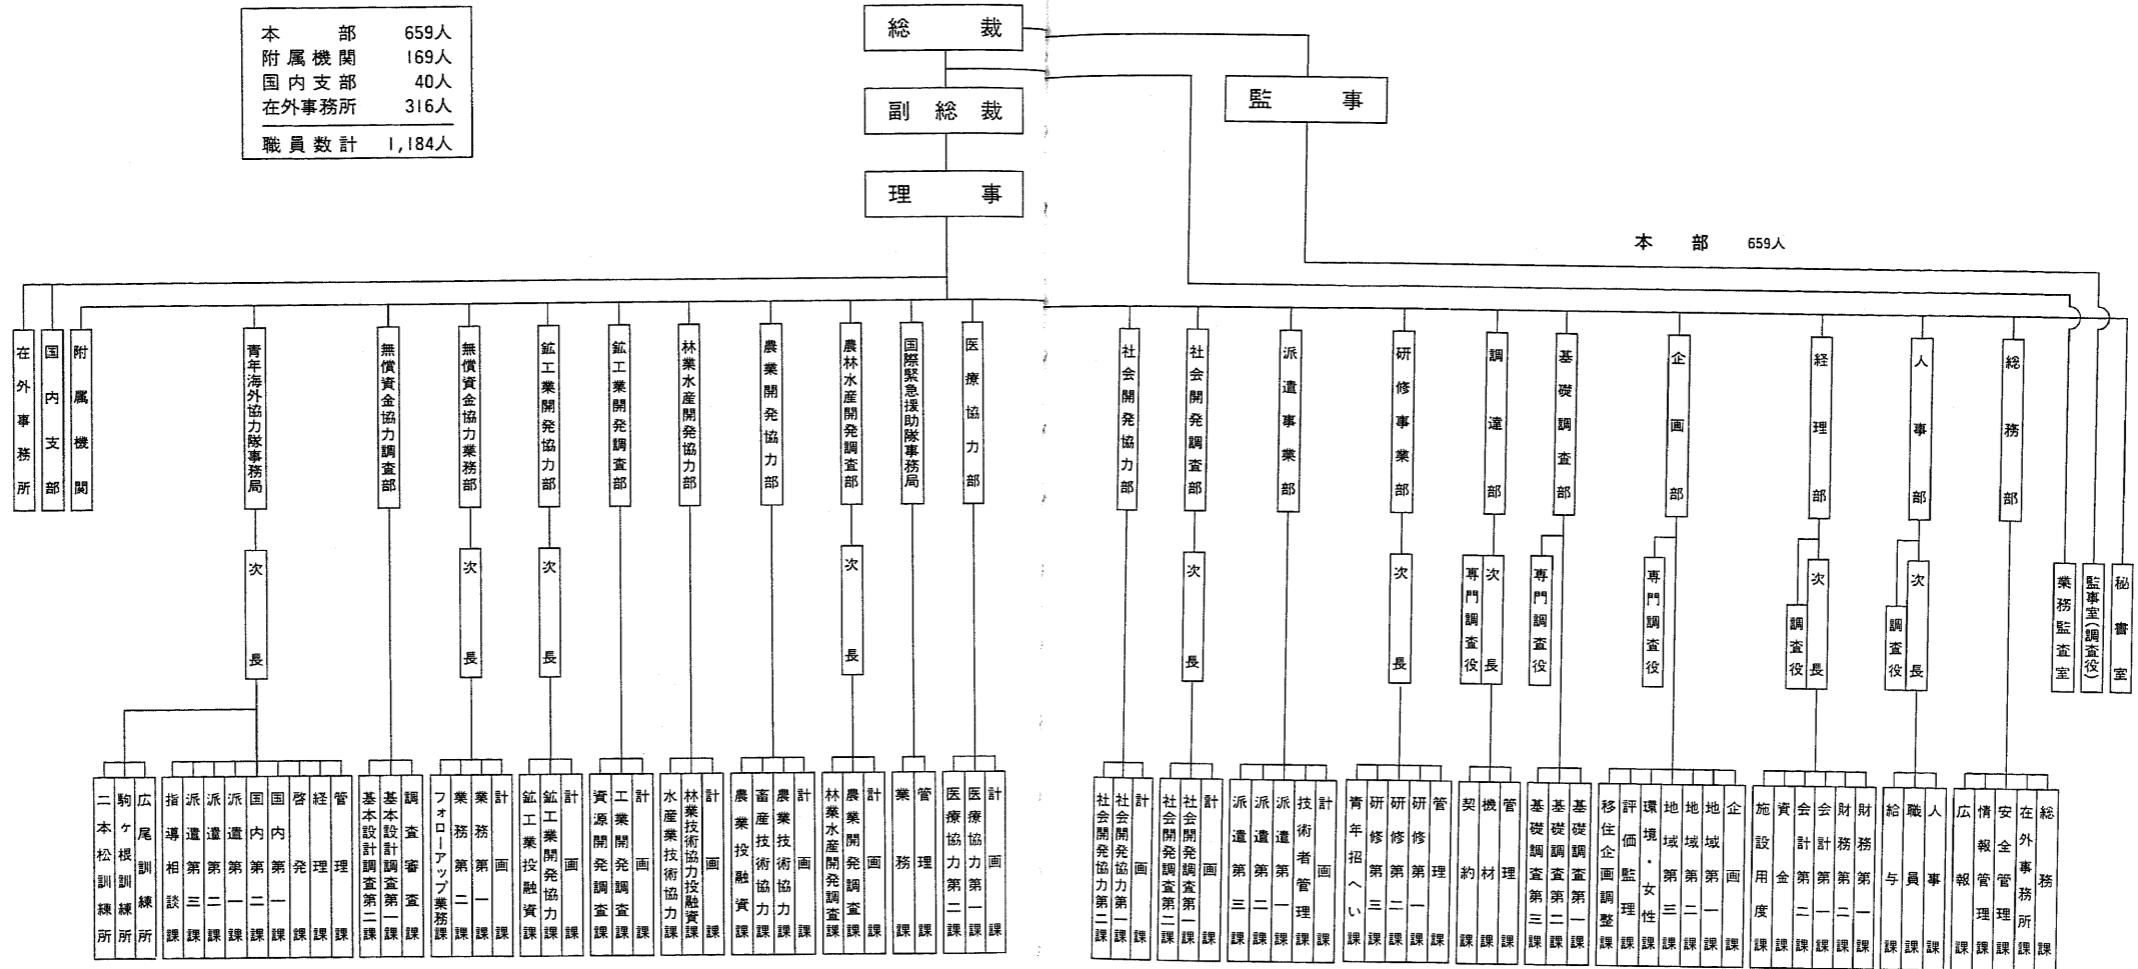 本部 659人
附属機関 169人
国内支部 40人
在外事務所 316人
職員数計 1,184人
総裁
副総裁
理事
監事
本部 659人
在外事務所
国内支部
附属機関
青年海外協力隊事務局
無償資金協力調査部
無償資金協力業務部
鉱工業開発協力部
鉱工業開発調査部
林業水産開発協力部
農業開発協力部
農林水産開発調査部
国際緊急援助隊事務局
医療協力部
社会開発協力部
社会開発調査部
派遣事業部
研修事業部
調達部
基礎調査部
企画部
経理部
人事部
総務部
次長
次長
次長
次長
次長
次長
専門調査役
次長
専門調査役
専門調査役
調査役
次長
調査役
次長
業務監査室
監事室(調査役)
秘書室
二本松訓練所
駒ヶ根訓練所
広尾訓練所
指導相談課
派遣第三課
派遣第二課
派遣第一課
国内第二課
国内第一課
啓発課
経理課
管理課
基本設計調査第二課
基本設計調査第一課
調査審査課
フォローアップ業務課
業務第二課
業務第一課
計画課
鉱工業投融資課
鉱工業開発協力課
計画課
資源開発調査課
工業開発調査課
計画課
水産業技術協力課
林業技術協力投融資課
計画課
農業投融資課
畜産技術協力課
農業技術協力課
計画課
林業水産開発調査課
農業開発調査課
計画課
業務課
管理課
医療協力第二課
医療協力第一課
計画課
社会開発協力第二課
社会開発協力第一課
計画課
社会開発調査第二課
社会開発調査第一課
計画課
派遣第三課
派遣第二課
派遣第一課
技術者管理課
計画課
青年招へい課
研修第三課
研修第二課
研修第一課
管理課
契約課
機材課
管理課
基礎調査第三課
基礎調査第二課
基礎調査第一課
移住企画調整課
評価監理課
環境・女性課
地域第三課
地域第二課
地域第一課
企画課
施設用度課
資金課
会計第二課
会計第一課
財務第二課
財務第一課
給与課
職員課
人事課
広報課
情報管理課
安全管理課
在外事務所課
総務課